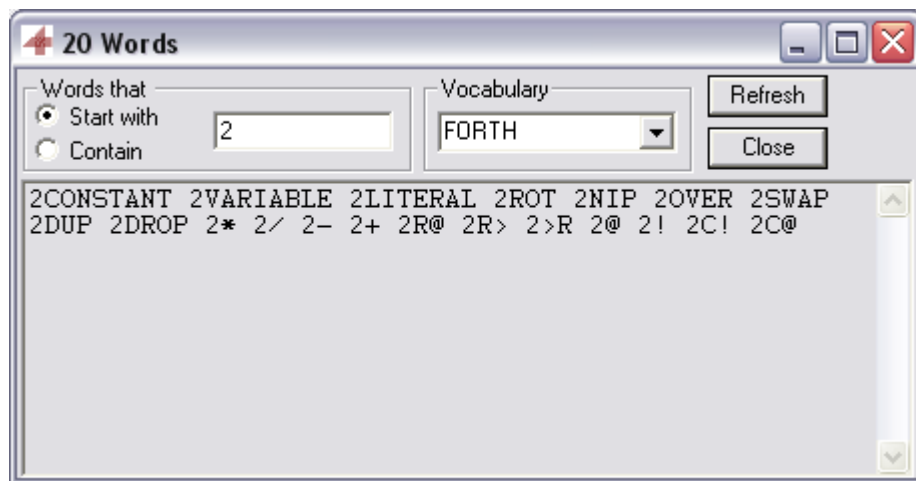 20 Words
Words that
Start with
Contain
2
Vocabulary
FORTH
Refresh
Close
2CONSTANT 2VARIABLE 2LITERAL 2ROT 2NIP 2OVER 2SWAP
2DUP 2DROP 2* 2/ 2- 2+ 2R@ 2R> 2>R 2@ 2! 2C! 2C@